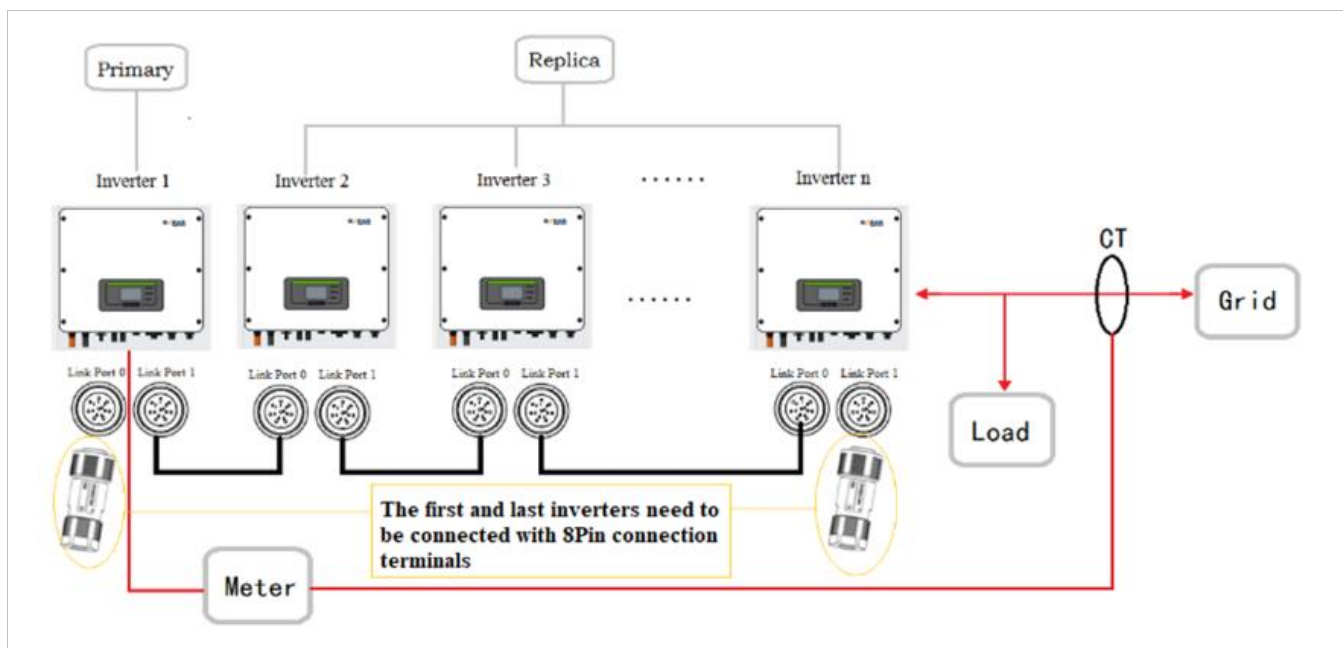 Primary
Replica
Inverter 1
Inverter 2
Inverter 3
......
Inverter n
CT
Grid
......
Link Port 0
Link Port 1
Link Port 0
Link Port 1
Link Port 0
Link Port 1
Link Port 0
Link Port 1
Load
The first and last inverters need to
be connected with 8Pin connection
terminals
Meter